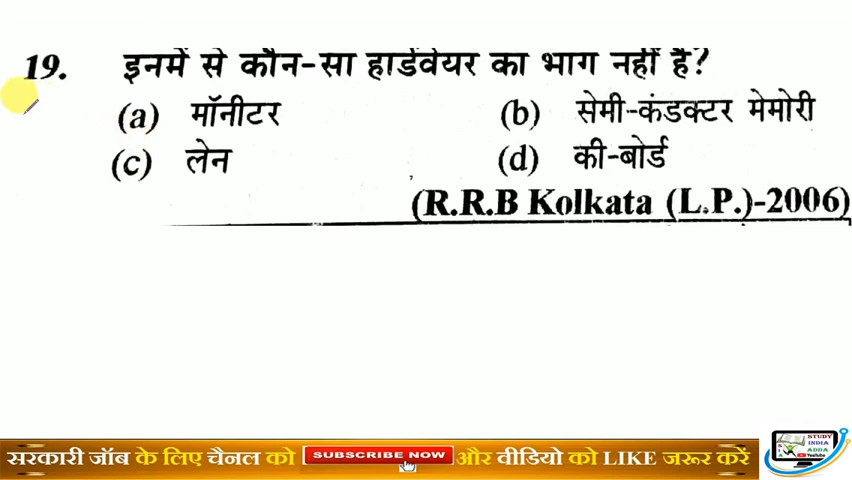 19. इनमें से कौन-सा हार्डवेयर का भाग नहीं है?
(a) मॉनीटर (b) सेमी-कंडक्टर मेमोरी
(c) लेन (d) की-बोर्ड
(R.R.B Kolkata (L.P.)-2006)
सरकारी जॉब के लिए चैनल को SUBSCRIBE NOW और वीडियो को LIKE जरूर करें
STUDY
INDIA
ADDA
YouTube